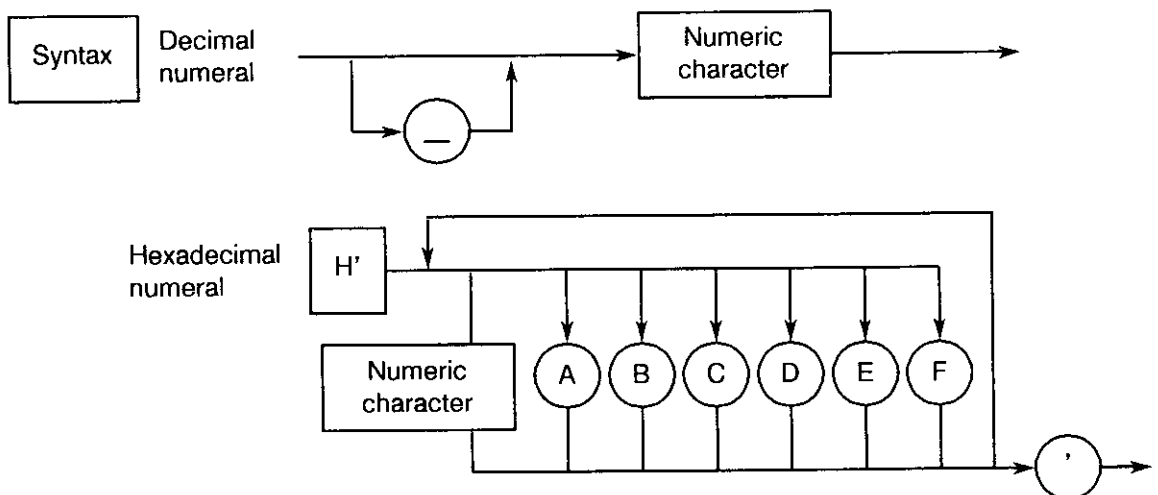 Syntax
Decimal
numeral
Numeric
character
_
Hexadecimal
numeral
H'
Numeric
character
A B C D E F
'